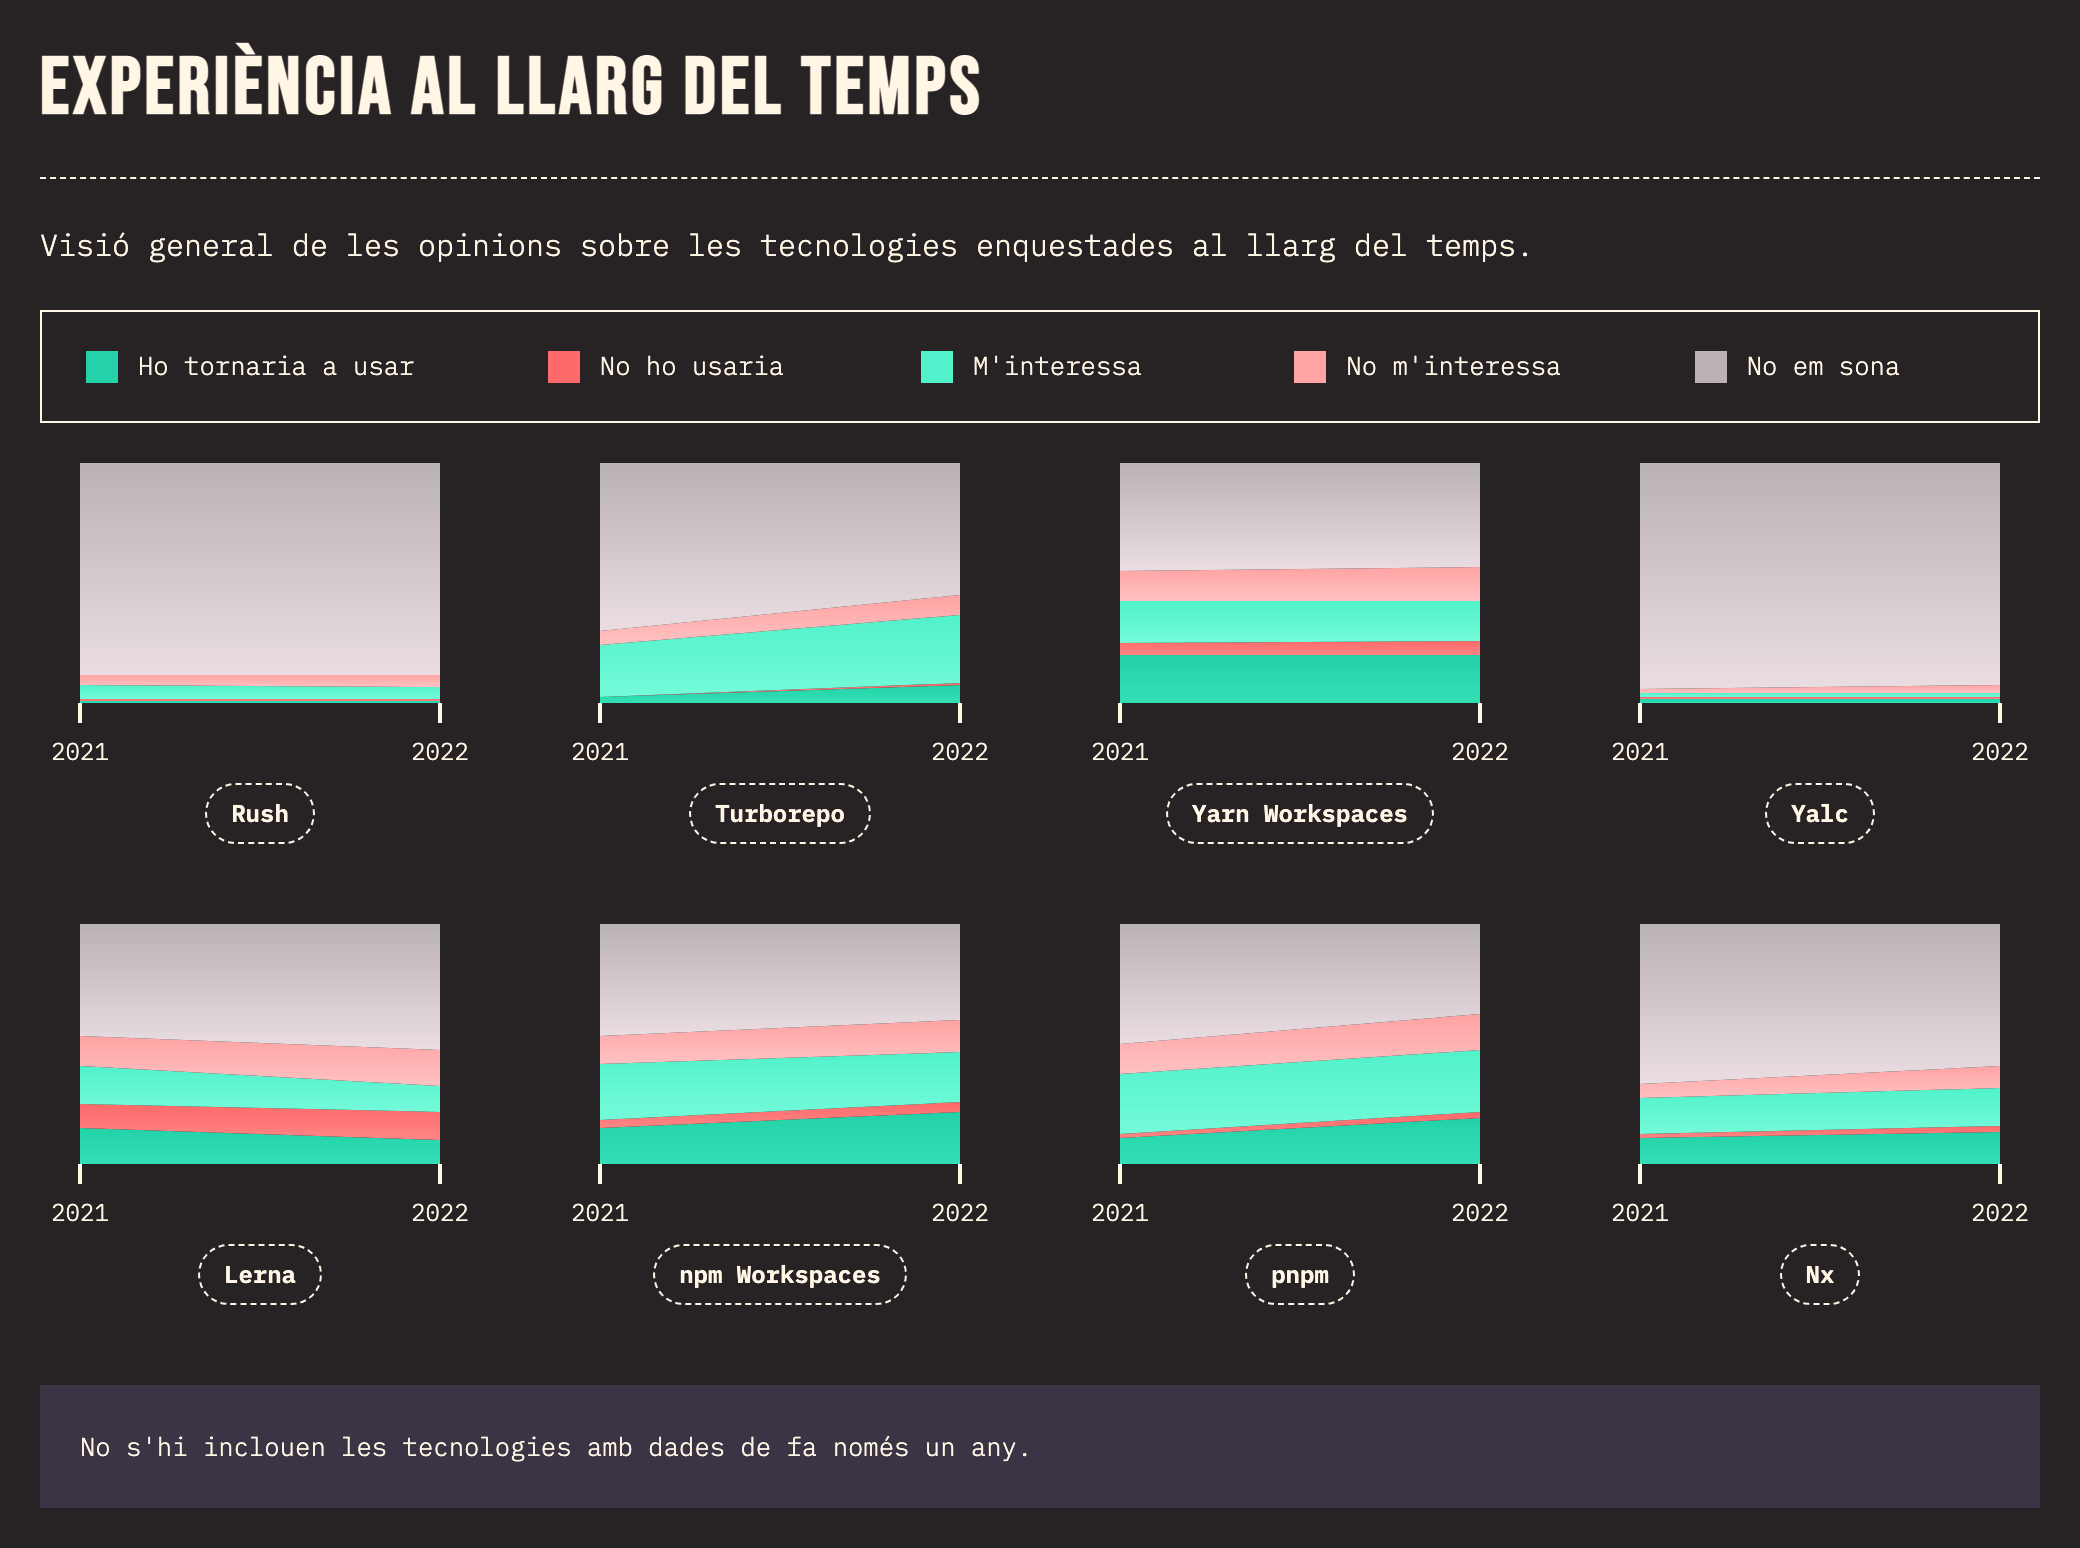 EXPERIÈNCIA AL LLARG DEL TEMPS
Visió general de les opinions sobre les tecnologies enquestades al llarg del temps.
Ho tornaria a usar No ho usaria M'interessa No m'interessa No em sona
2021 2022 2021 2022 2021 2022 2021 2022
Rush Turborepo Yarn Workspaces Yalc
2021 2022 2021 2022 2021 2022 2021 2022
Lerna npm Workspaces pnpm Nx
No s'hi inclouen les tecnologies amb dades de fa només un any.